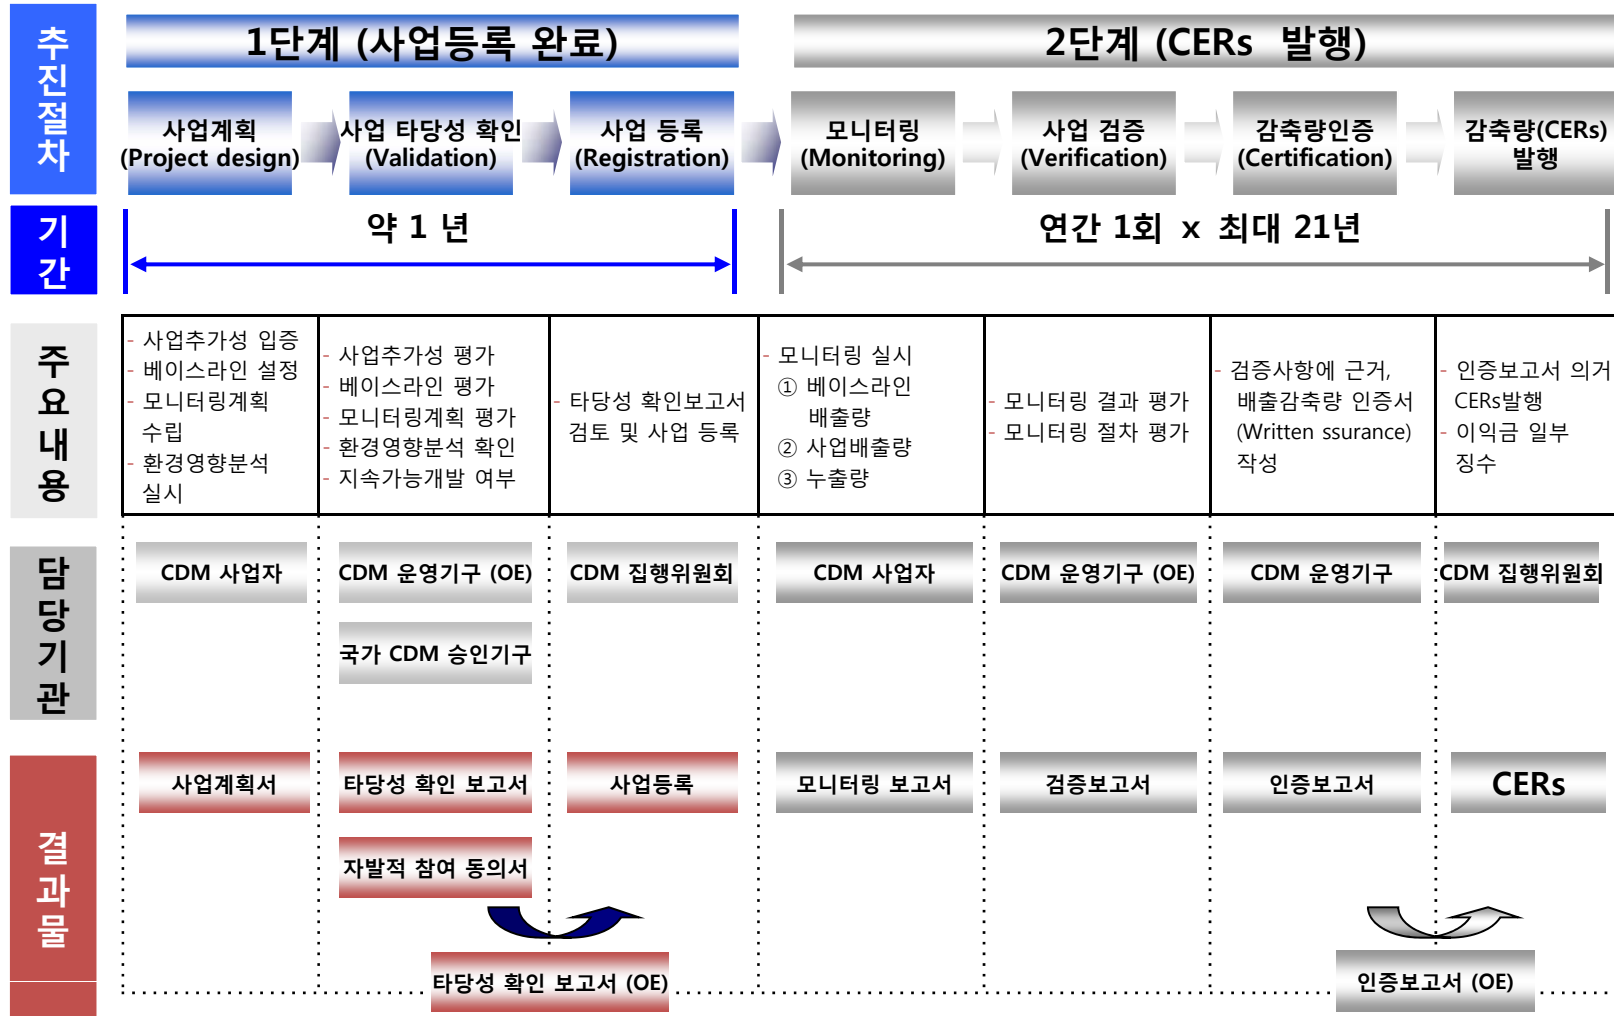 추진절차
1단계 (사업등록 완료)
2단계 (CERs 발행)
사업계획
(Project design)
사업 타당성 확인
(Validation)
사업 등록
(Registration)
모니터링
(Monitoring)
사업 검증
(Verification)
감축량인증
(Certification)
감축량(CERs)
발행
기간
약 1 년
연간 1회 x 최대 21년
주요내용
- 사업추가성 입증
- 베이스라인 설정
- 모니터링계획
수립
- 환경영향분석
실시
- 사업추가성 평가
- 베이스라인 평가
- 모니터링계획 평가
- 환경영향분석 확인
- 지속가능개발 여부
- 타당성 확인보고서
검토 및 사업 등록
- 모니터링 실시
① 베이스라인
배출량
② 사업배출량
③ 누출량
- 모니터링 결과 평가
- 모니터링 절차 평가
- 검증사항에 근거,
배출감축량 인증서
(Written ssurance)
작성
- 인증보고서 의거
CERs발행
- 이익금 일부
징수
담당기관
CDM 사업자
CDM 운영기구 (OE)
CDM 집행위원회
CDM 사업자
CDM 운영기구 (OE)
CDM 운영기구
CDM 집행위원회
국가 CDM 승인기구
결과물
사업계획서
타당성 확인 보고서
사업등록
모니터링 보고서
검증보고서
인증보고서
CERs
자발적 참여 동의서
타당성 확인 보고서 (OE)
인증보고서 (OE)